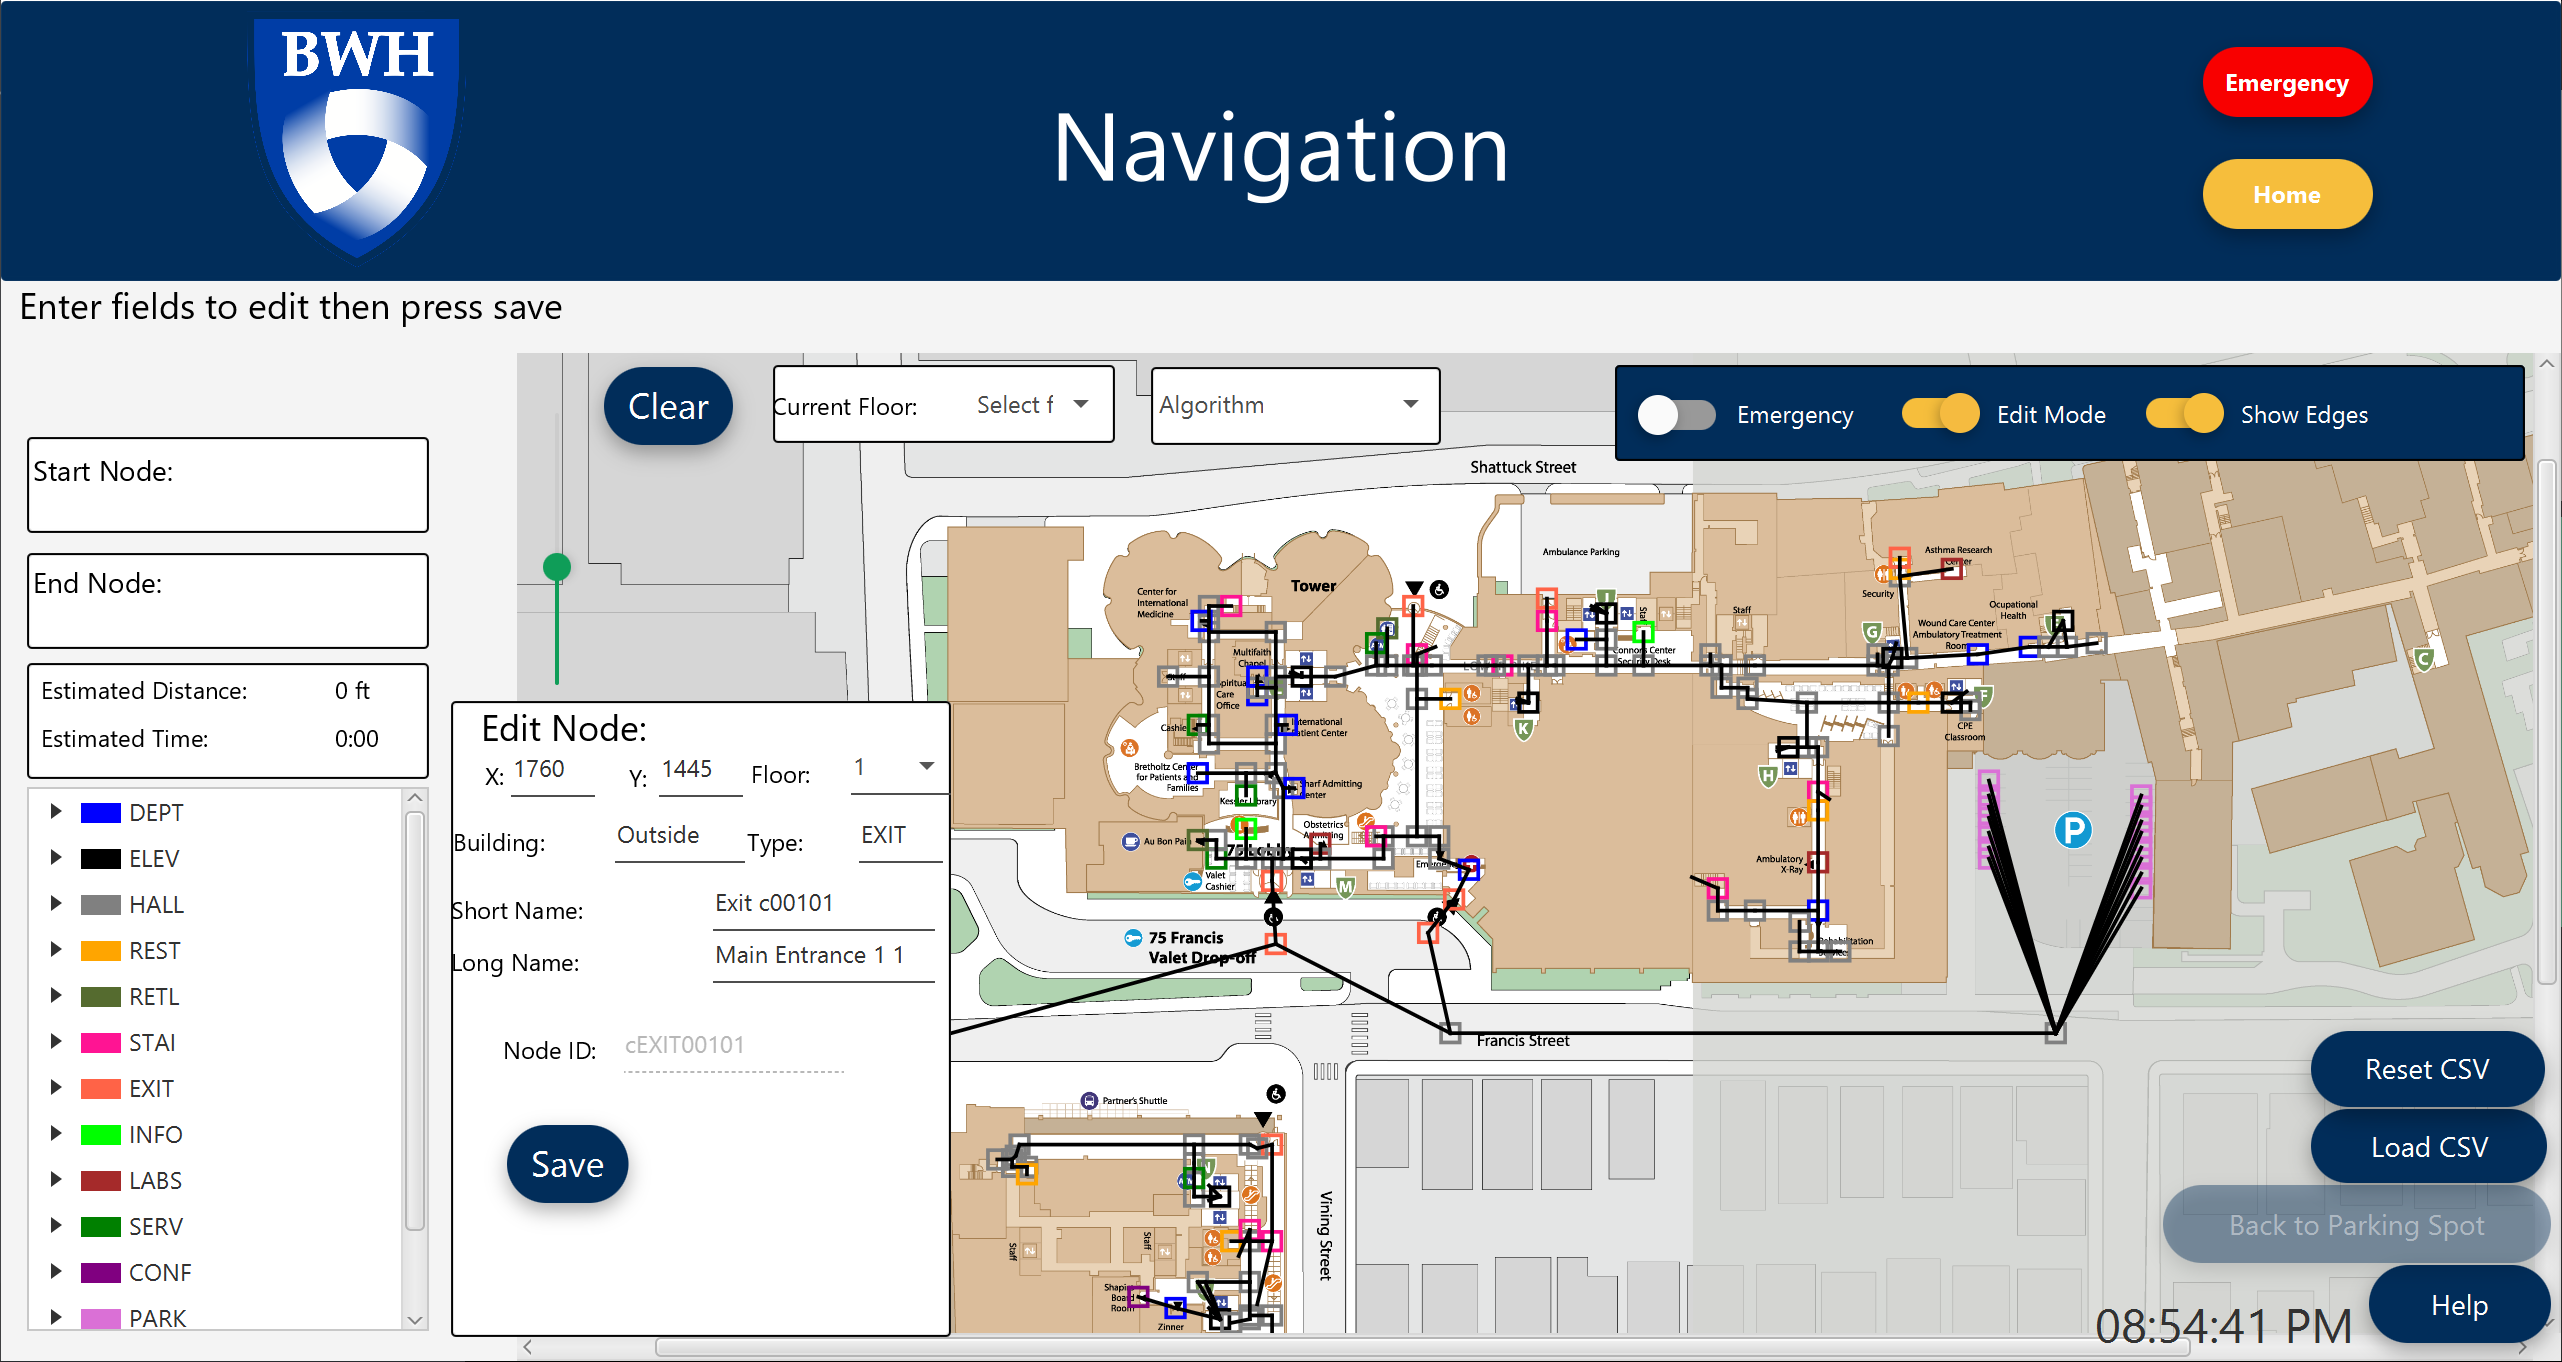 BWH
Navigation
Emergency
Home
Enter fields to edit then press save
Clear
Current Floor:
Select f
Algorithm
Emergency
Edit Mode
Show Edges
Start Node:
End Node:
Estimated Distance: 0 ft
Estimated Time: 0:00
DEPT
ELEV
HALL
REST
RETL
STAI
EXIT
INFO
LABS
SERV
CONF
PARK
Edit Node:
X: 1760 Y: 1445 Floor: 1
Building: Outside Type: EXIT
Short Name: Exit c00101
Long Name: Main Entrance 1 1
Node ID: cEXIT00101
Save
Shattuck Street
Ambulance Parking
Tower
Center for
International
Medicine
Multifaith
Chapel
Spiritual
Care
Office
Cashier
International
Patient Center
Bretholtz Center
for Patients and
Families
Sharf Admitting
Center
Kessler Library
Obstetrics
Admitting
Au Bon Pain
75 Lobby
Valet
Cashier
M
75 Francis
Valet Drop-off
K
I
Staff
Connors Center
Security Desk
Staff
Asthma Research
Center
Security
Ocupational
Health
G
Wound Care Center
Ambulatory Treatment
Room
C
F
CPE
Classroom
H
Ambulatory
X-Ray
Rehabilitation
P
Francis Street
Partner's Shuttle
Staff
Staff
Shapiro
Board
Room
Zinner
Vining Street
Reset CSV
Load CSV
Back to Parking Spot
Help
08:54:41 PM